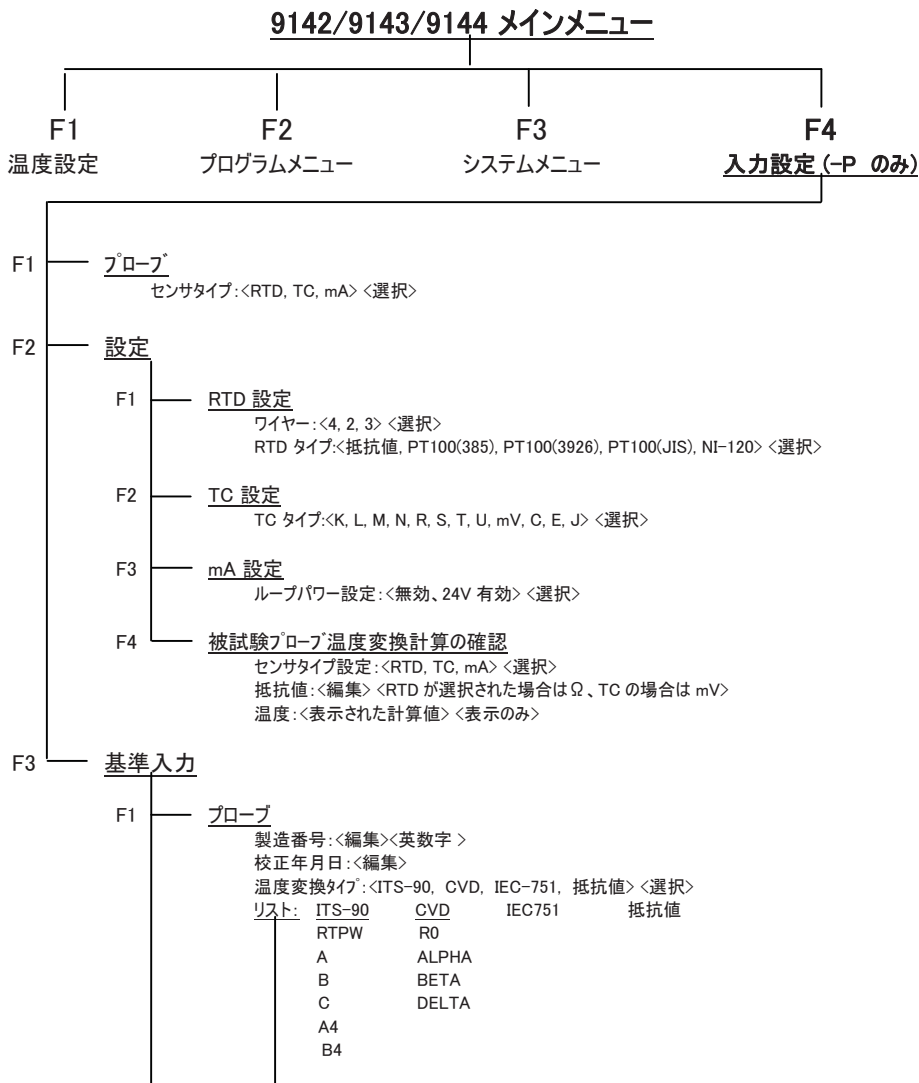 9142/9143/9144 メインメニュー
F1 F2 F3 F4
温度設定 プログラムメニュー システムメニュー 入力設定 (-P のみ)
F1 プローブ
センサタイプ:<RTD, TC, mA> <選択>
F2 設定
F1 RTD 設定
ワイヤー:<4, 2, 3> <選択>
RTD タイプ:<抵抗値, PT100(385), PT100(3926), PT100(JIS), NI-120> <選択>
F2 TC 設定
TC タイプ:<K, L, M, N, R, S, T, U, mV, C, E, J> <選択>
F3 mA 設定
ループパワー設定:<無効、24V 有効> <選択>
F4 被試験プローブ温度変換計算の確認
センサタイプ設定:<RTD, TC, mA> <選択>
抵抗値:<編集> <RTD が選択された場合はΩ、TC の場合は mV>
温度:<表示された計算値> <表示のみ>
F3 基準入力
F1 プローブ
製造番号:<編集><英数字 >
校正年月日:<編集>
温度変換タイプ:<ITS-90, CVD, IEC-751, 抵抗値> <選択>
リスト: ITS-90 CVD IEC751 抵抗値
RTPW R0
A ALPHA
B BETA
C DELTA
A4
B4